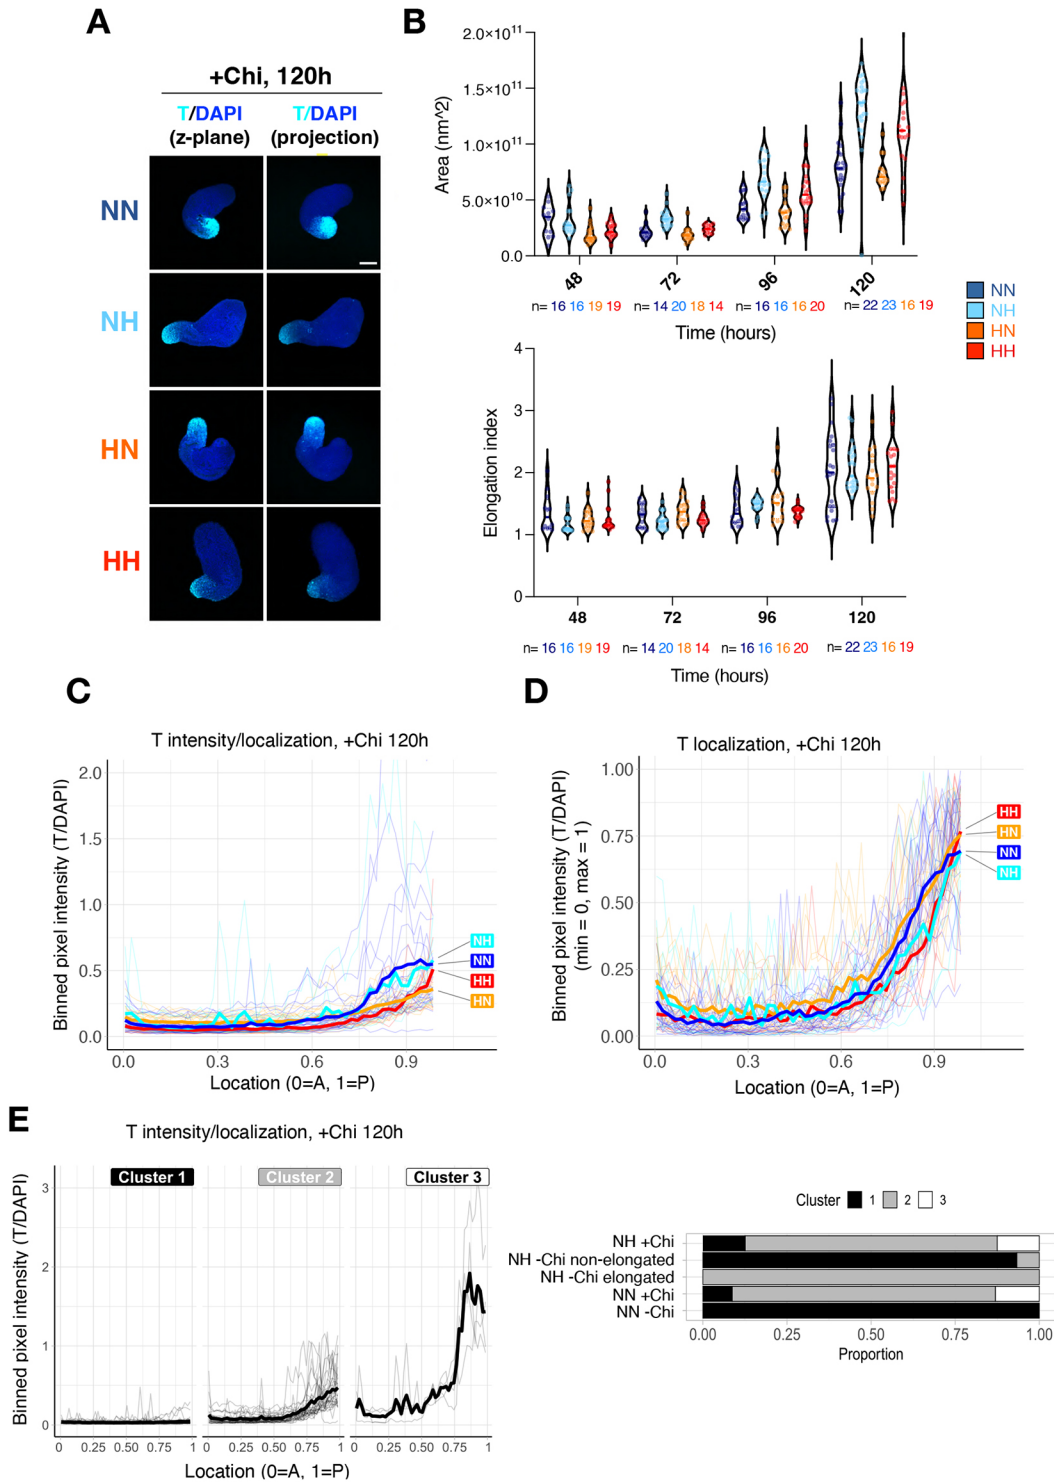 A
+Chi, 120h
T/DAPI
(z-plane)
T/DAPI
(projection)
NN
NH
HN
HH
B
Area (nm^2)
2.0×10¹¹
1.5×10¹¹
1.0×10¹¹
5.0×10¹⁰
0.0
48
72
96
120
n= 16 16 19 19
n= 14 20 18 14
n= 16 16 16 20
n= 22 23 16 19
Time (hours)
NN
NH
HN
HH
Elongation index
4
3
2
1
0
48
72
96
120
n= 16 16 19 19
n= 14 20 18 14
n= 16 16 16 20
n= 22 23 16 19
Time (hours)
C
T intensity/localization, +Chi 120h
Binned pixel intensity (T/DAPI)
2.0
1.5
1.0
0.5
0.0
NH
NN
HH
HN
0.0
0.3
0.6
0.9
Location (0=A, 1=P)
D
T localization, +Chi 120h
Binned pixel intensity (T/DAPI)
(min = 0, max = 1)
1.00
0.75
0.50
0.25
0.00
HH
HN
NN
NH
0.0
0.3
0.6
0.9
Location (0=A, 1=P)
E
T intensity/localization, +Chi 120h
Binned pixel intensity (T/DAPI)
Cluster 1
Cluster 2
Cluster 3
3
2
1
0
0 0.25 0.50 0.75 1
0 0.25 0.50 0.75 1
0 0.25 0.50 0.75 1
Location (0=A, 1=P)
Cluster 1 2 3
NH +Chi
NH -Chi non-elongated
NH -Chi elongated
NN +Chi
NN -Chi
0.00
0.25
0.50
0.75
1.00
Proportion